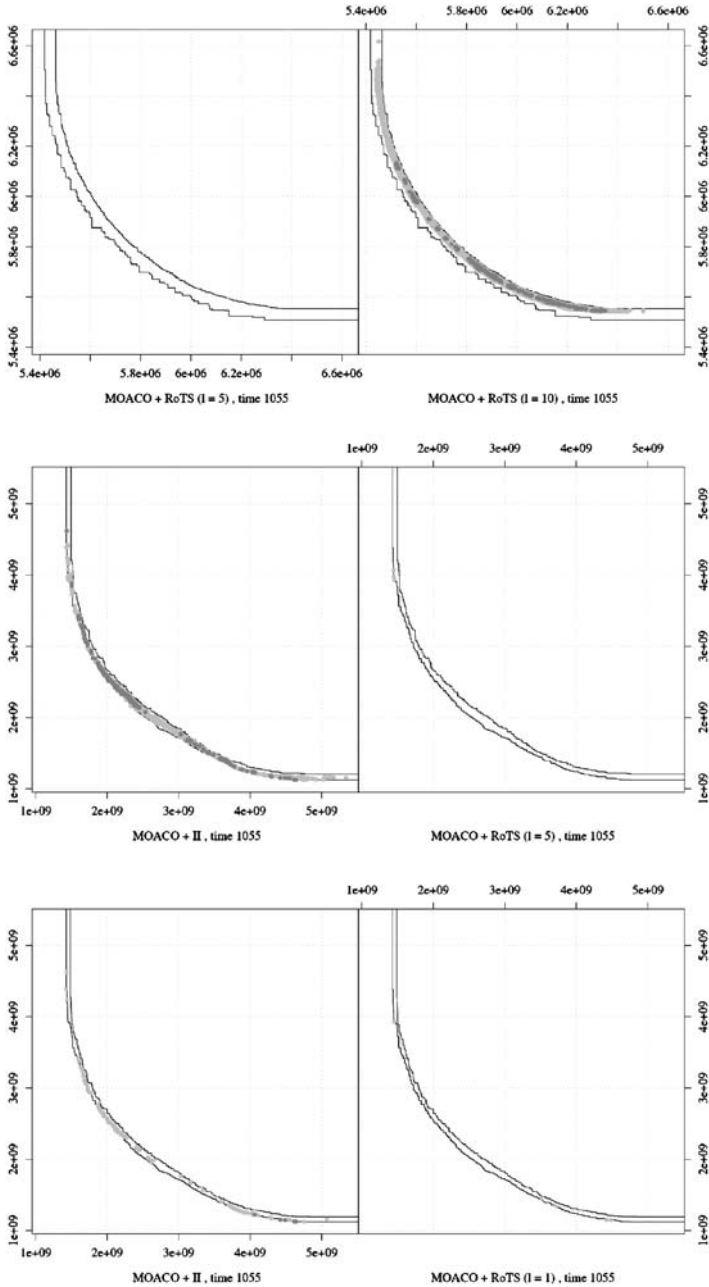 5.4e+06 5.8e+06 6e+06 6.2e+06 6.6e+06
6.6e+06
6.2e+06
6e+06
5.8e+06
5.4e+06
6.6e+06
6.2e+06
6e+06
5.8e+06
5.4e+06
5.4e+06 5.8e+06 6e+06 6.2e+06 6.6e+06
MOACO + RoTS (l = 5) , time 1055
MOACO + RoTS (l = 10) , time 1055
1e+09 2e+09 3e+09 4e+09 5e+09
5e+09
4e+09
3e+09
2e+09
1e+09
5e+09
4e+09
3e+09
2e+09
1e+09
1e+09 2e+09 3e+09 4e+09 5e+09
MOACO + II , time 1055
MOACO + RoTS (l = 5) , time 1055
1e+09 2e+09 3e+09 4e+09 5e+09
5e+09
4e+09
3e+09
2e+09
1e+09
5e+09
4e+09
3e+09
2e+09
1e+09
1e+09 2e+09 3e+09 4e+09 5e+09
MOACO + II , time 1055
MOACO + RoTS (l = 1) , time 1055